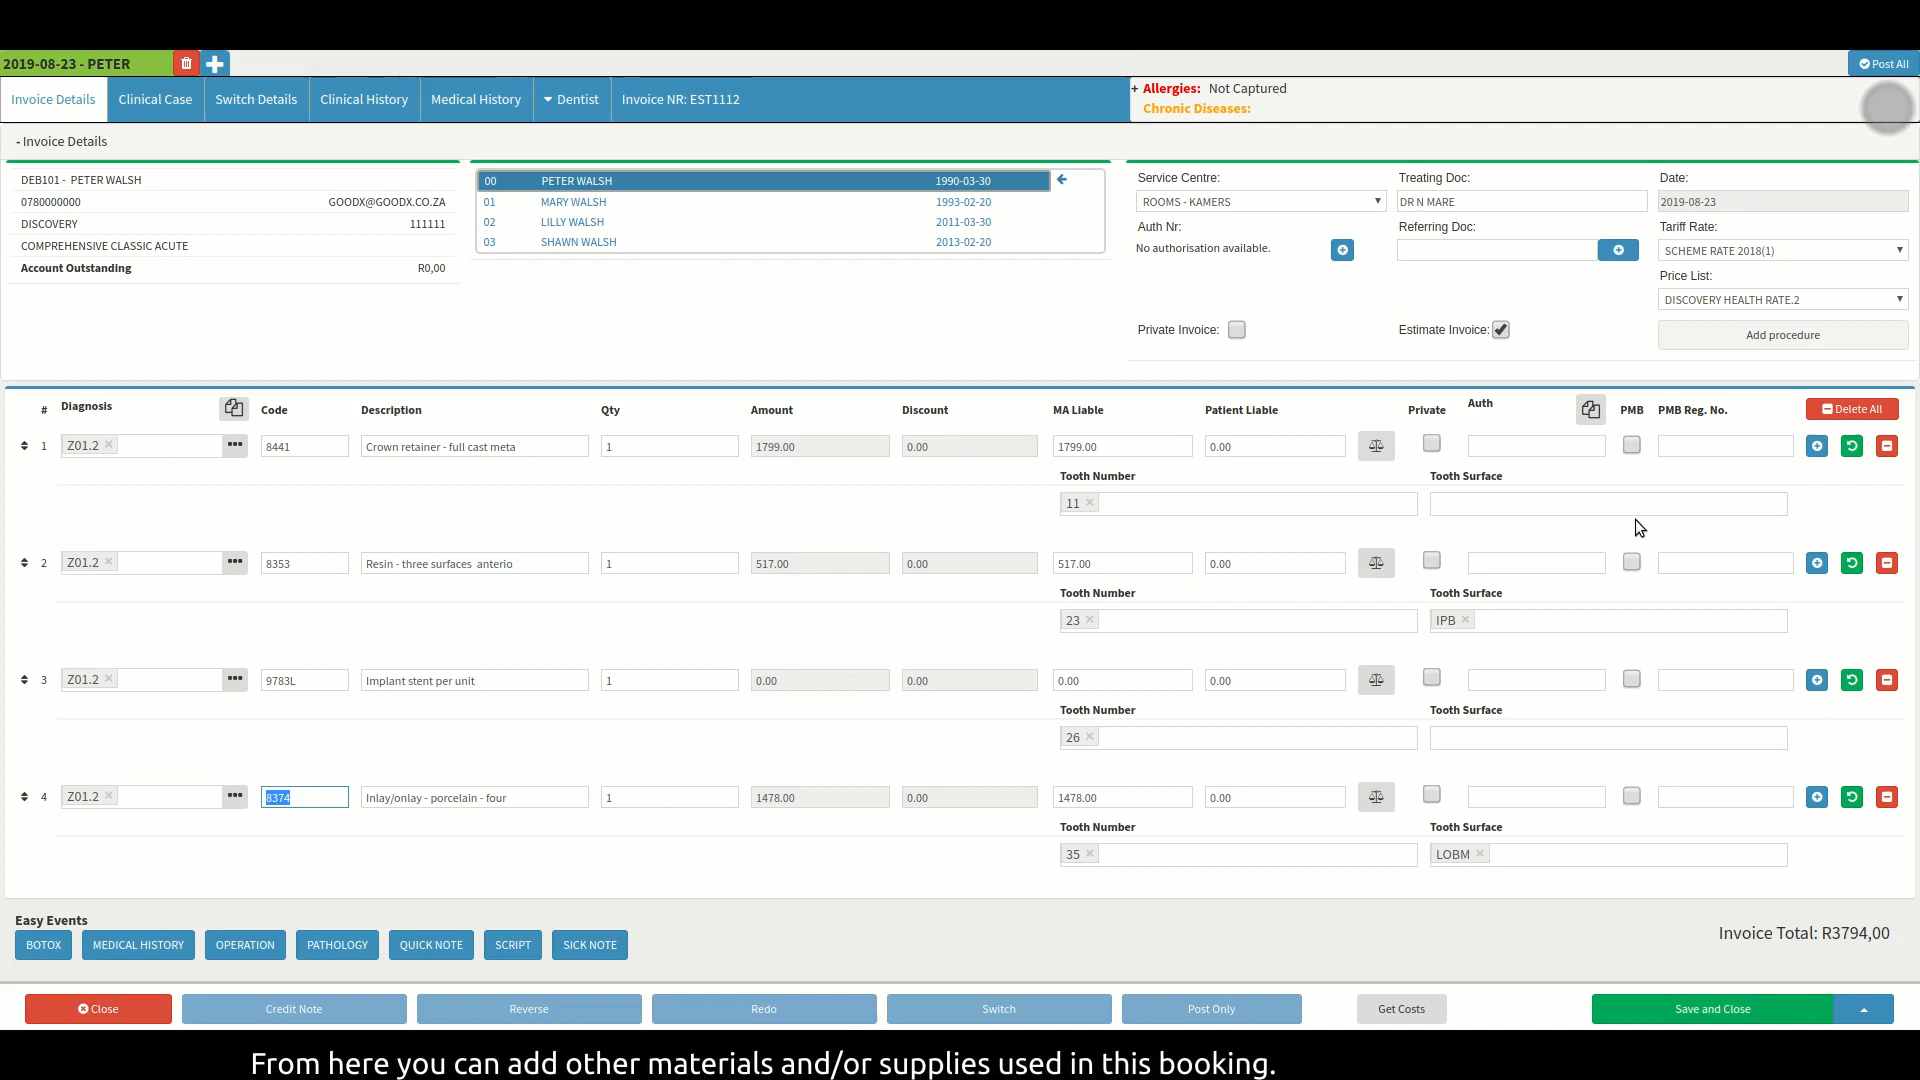 2019-08-23 - PETER
Post All
Invoice Details
Clinical Case
Switch Details
Clinical History
Medical History
Dentist
Invoice NR: EST1112
+ Allergies: Not Captured
Chronic Diseases:
- Invoice Details
DEB101 - PETER WALSH
0780000000 GOODX@GOODX.CO.ZA
DISCOVERY 111111
COMPREHENSIVE CLASSIC ACUTE
Account Outstanding R0,00
00 PETER WALSH 1990-03-30
01 MARY WALSH 1993-02-20
02 LILLY WALSH 2011-03-30
03 SHAWN WALSH 2013-02-20
Service Centre: Treating Doc: Date:
ROOMS - KAMERS DR N MARE 2019-08-23
Auth Nr: Referring Doc: Tariff Rate:
No authorisation available. SCHEME RATE 2018(1)
Price List:
DISCOVERY HEALTH RATE.2
Private Invoice: Estimate Invoice: Add procedure
# Diagnosis Code Description Qty Amount Discount MA Liable Patient Liable Private Auth PMB PMB Reg. No. Delete All
1 Z01.2 × 8441 Crown retainer - full cast meta 1 1799.00 0.00 1799.00 0.00
Tooth Number Tooth Surface
11 ×
2 Z01.2 × 8353 Resin - three surfaces anterio 1 517.00 0.00 517.00 0.00
Tooth Number Tooth Surface
23 × IPB ×
3 Z01.2 × 9783L Implant stent per unit 1 0.00 0.00 0.00 0.00
Tooth Number Tooth Surface
26 ×
4 Z01.2 × 8374 Inlay/onlay - porcelain - four 1 1478.00 0.00 1478.00 0.00
Tooth Number Tooth Surface
35 × LOBM ×
Easy Events
BOTOX MEDICAL HISTORY OPERATION PATHOLOGY QUICK NOTE SCRIPT SICK NOTE
Invoice Total: R3794,00
Close Credit Note Reverse Redo Switch Post Only Get Costs Save and Close
From here you can add other materials and/or supplies used in this booking.